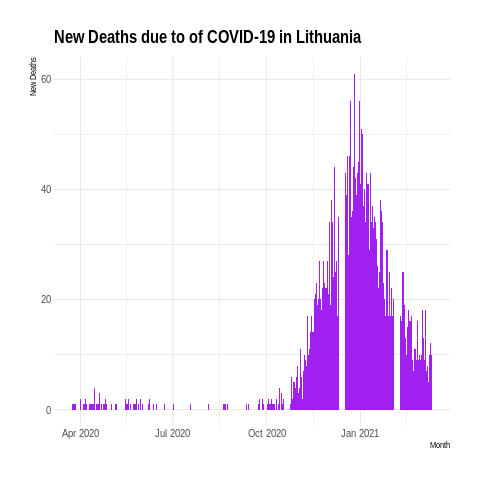 New Deaths due to of COVID-19 in Lithuania
New Deaths
60
40
20
0
Apr 2020
Jul 2020
Oct 2020
Jan 2021
Month